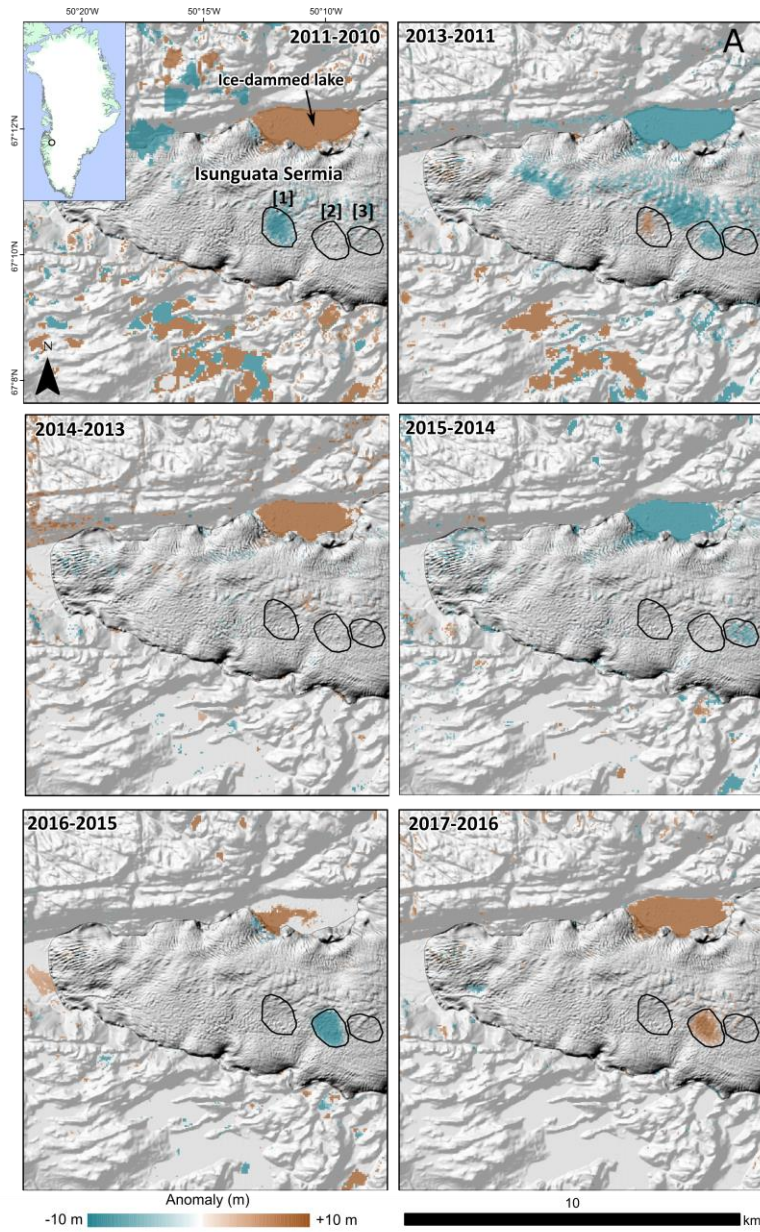 50°20'W 50°15'W 50°10'W
2011-2010
2013-2011
A
Ice-dammed lake
67°12'N
Isunguata Sermia
[1]
[2] [3]
67°10'N
N
67°8'N
2014-2013
2015-2014
2016-2015
2017-2016
Anomaly (m)
-10 m
+10 m
10
km